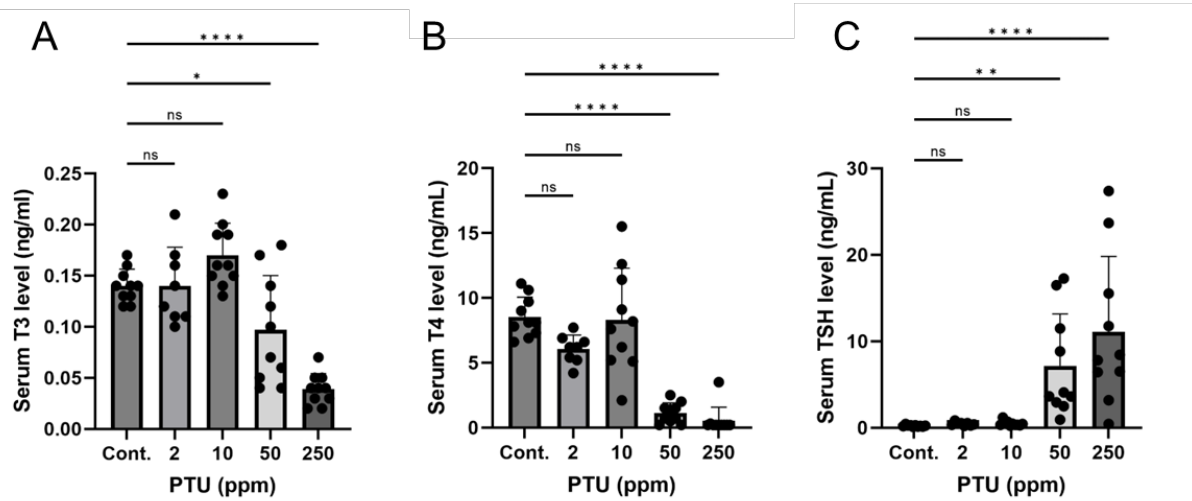 A
****
*
ns
ns
0.25
0.20
0.15
0.10
0.05
0.00
Serum T3 level (ng/ml)
Cont. 2 10 50 250
PTU (ppm)
B
****
****
ns
ns
20
15
10
5
0
Serum T4 level (ng/mL)
Cont. 2 10 50 250
PTU (ppm)
C
****
**
ns
ns
30
20
10
0
Serum TSH level (ng/mL)
Cont. 2 10 50 250
PTU (ppm)